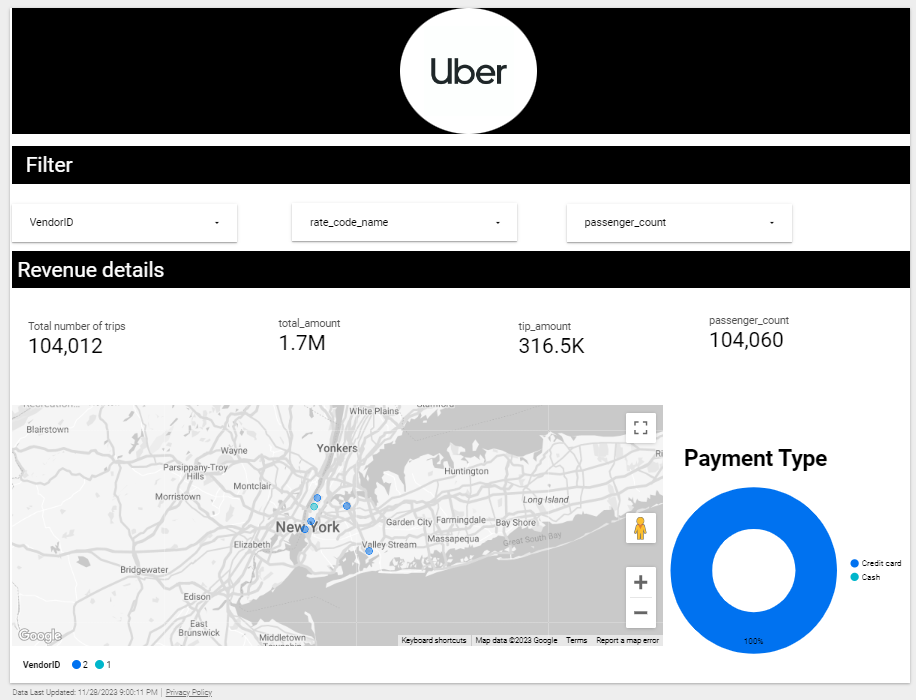 Uber
Filter
VendorID
rate_code_name
passenger_count
Revenue details
Total number of trips
104,012
total_amount
1.7M
tip_amount
316.5K
passenger_count
104,060
White Plains
Blairstown
Yonkers
Wayne
Parsippany-Troy
Hills
Huntington
Montclair
Morristown
Long Island
New York
Garden City
Farmingdale
Bay Shore
Massapequa
Great South Bay
Elizabeth
Valley Stream
Bridgewater
Edison
East
Brunswick
Middletown
Township
Google
Keyboard shortcuts
Map data ©2023 Google
Terms
Report a map error
Payment Type
Credit card
Cash
100%
VendorID 2 1
Data Last Updated: 11/28/2023 9:00:11 PM | Privacy Policy